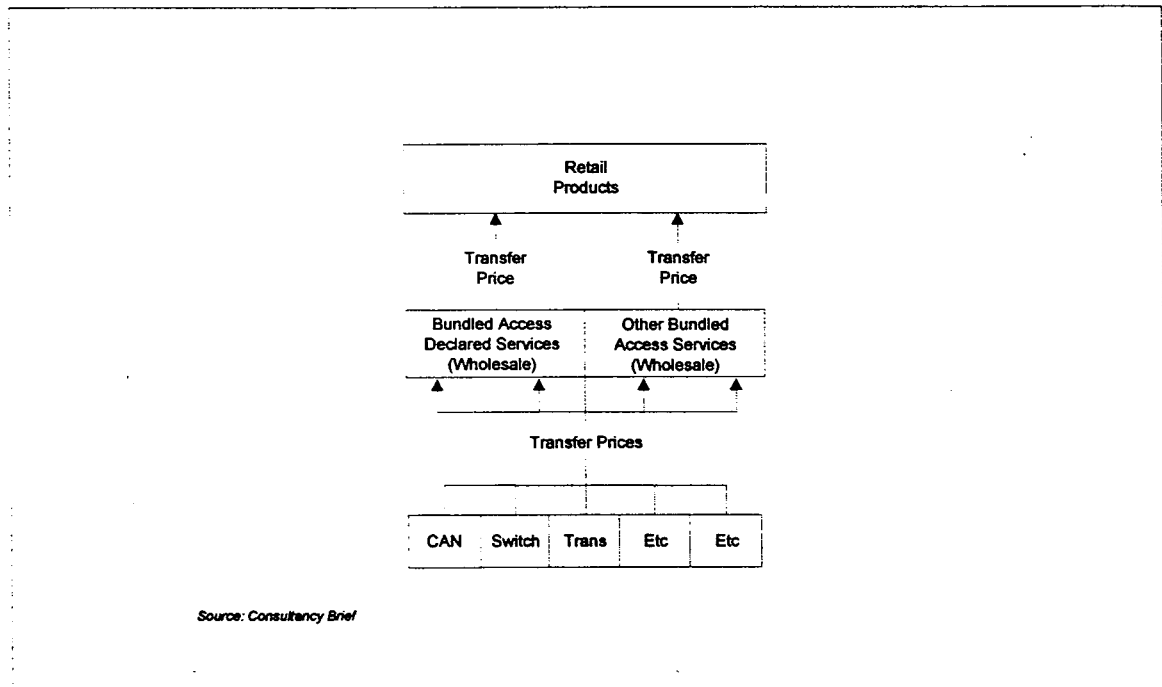 Retail
Products
Transfer
Price
Transfer
Price
Bundled Access
Declared Services
(Wholesale)
Other Bundled
Access Services
(Wholesale)
Transfer Prices
CAN
Switch
Trans
Etc
Etc
Source: Consultancy Brief